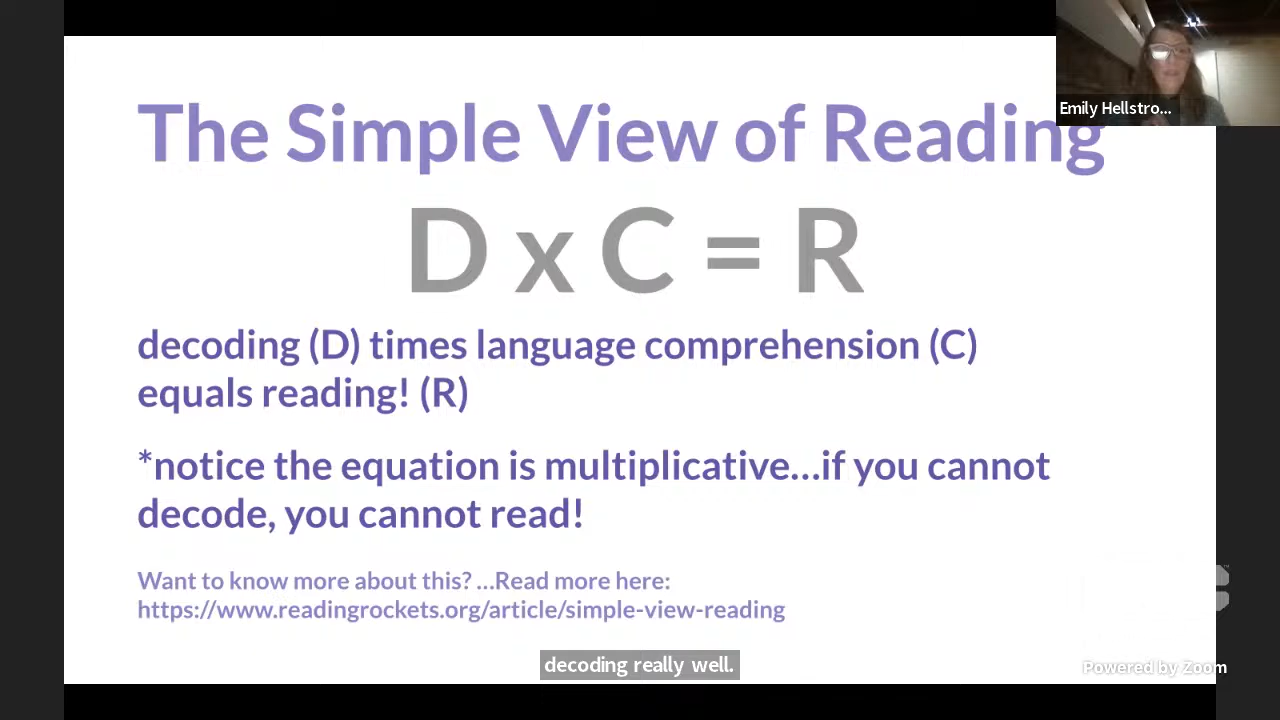 The Simple View of Reading
Emily Hellstro...
D x C = R
decoding (D) times language comprehension (C)
equals reading! (R)
*notice the equation is multiplicative...if you cannot
decode, you cannot read!
Want to know more about this? ...Read more here:
https://www.readingrockets.org/article/simple-view-reading
decoding really well.
Powered by Zoom